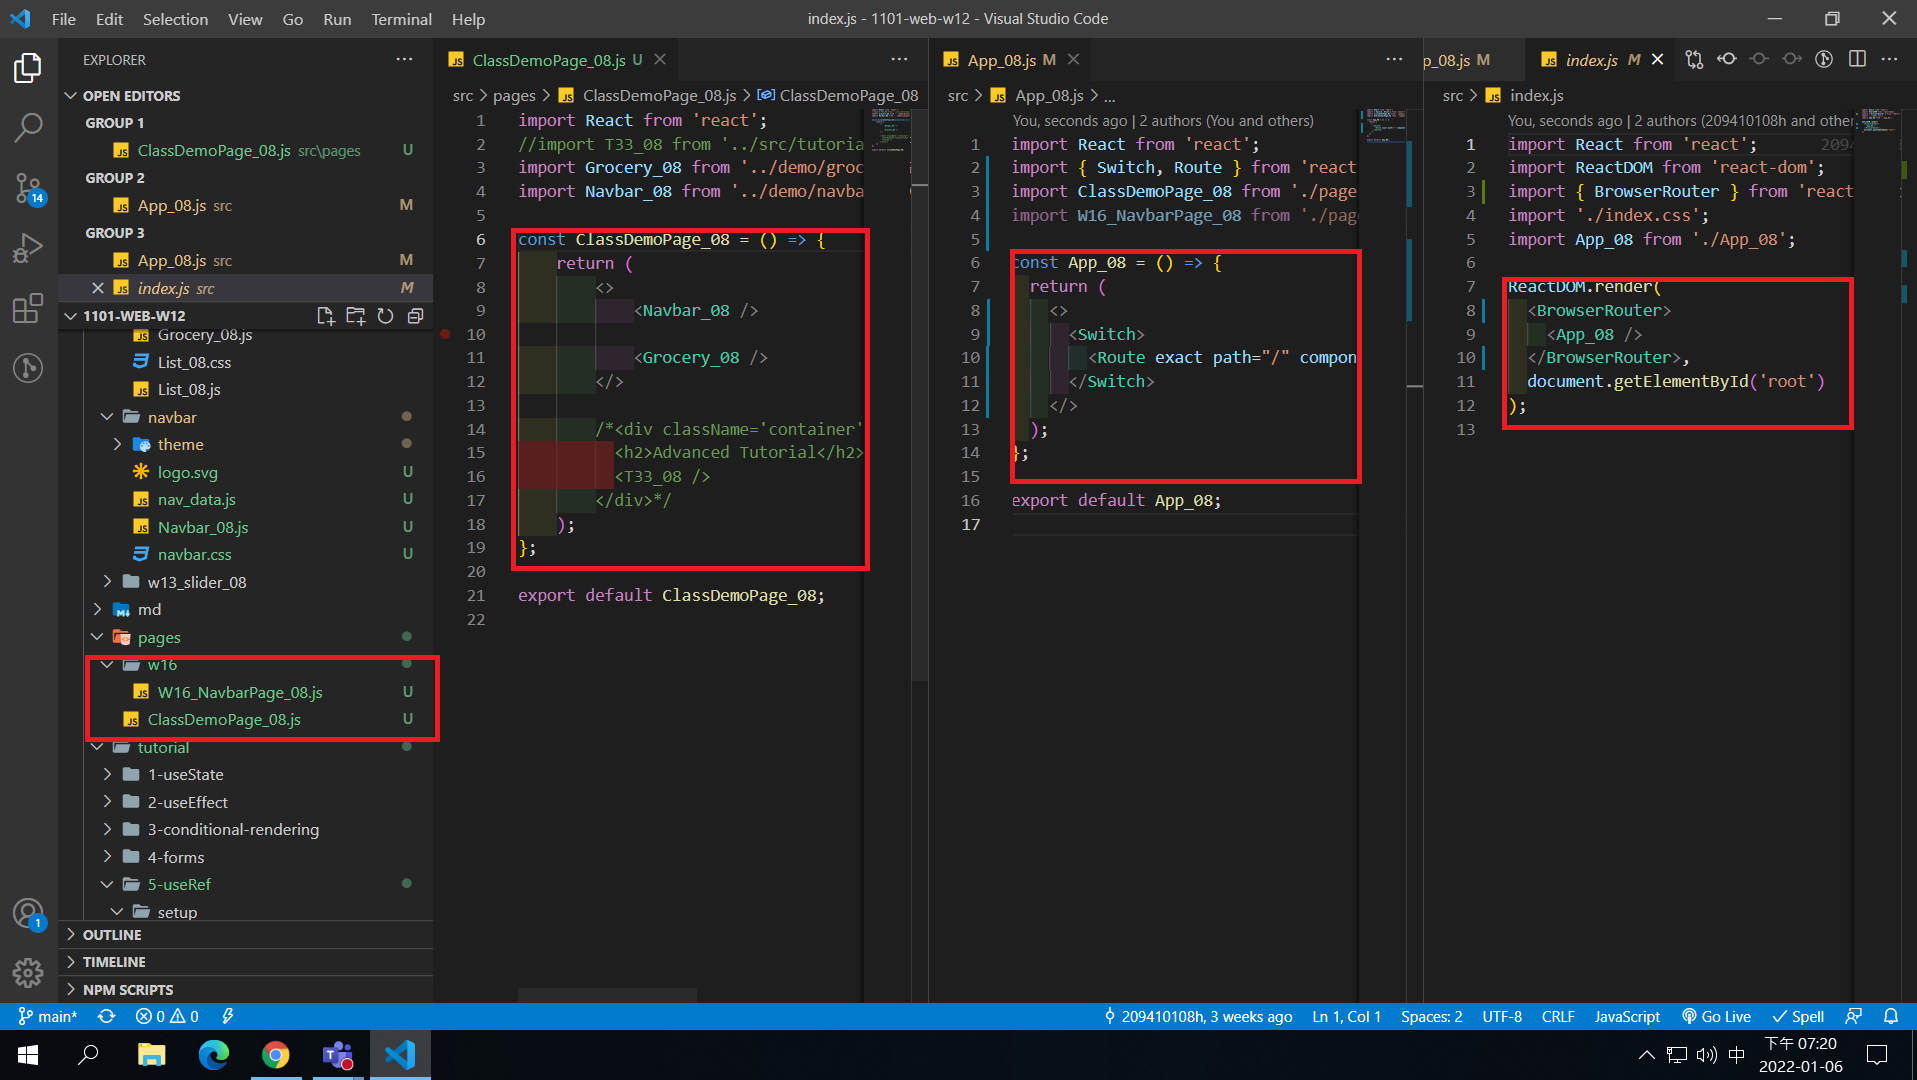 File Edit Selection View Go Run Terminal Help
index.js - 1101-web-w12 - Visual Studio Code
EXPLORER
OPEN EDITORS
GROUP 1
ClassDemoPage_08.js src\pages U
GROUP 2
App_08.js src M
GROUP 3
App_08.js src M
index.js src M
1101-WEB-W12
Grocery_08.js
List_08.css
List_08.js
navbar
theme
logo.svg U
nav_data.js U
Navbar_08.js U
navbar.css U
w13_slider_08
md
pages
w16
W16_NavbarPage_08.js U
ClassDemoPage_08.js U
tutorial
1-useState
2-useEffect
3-conditional-rendering
4-forms
5-useRef
setup
OUTLINE
TIMELINE
NPM SCRIPTS
14
1
ClassDemoPage_08.js U
src > pages > ClassDemoPage_08.js > ClassDemoPage_08
1 import React from 'react';
2 //import T33_08 from '../src/tutoria
3 import Grocery_08 from '../demo/groc
4 import Navbar_08 from '../demo/navba
5
6 const ClassDemoPage_08 = () => {
7 return (
8 <>
9 <Navbar_08 />
10
11 <Grocery_08 />
12 </>
13
14 /*<div className='container'
15 <h2>Advanced Tutorial</h2>
16 <T33_08 />
17 </div>*/
18 );
19 };
20
21 export default ClassDemoPage_08;
22
App_08.js M
src > App_08.js > ...
You, seconds ago | 2 authors (You and others)
1 import React from 'react';
2 import { Switch, Route } from 'react
3 import ClassDemoPage_08 from './page
4 import W16_NavbarPage_08 from './pag
5
6 const App_08 = () => {
7 return (
8 <>
9 <Switch>
10 <Route exact path="/" compon
11 </Switch>
12 </>
13 );
14 };
15
16 export default App_08;
17
p_08.js M index.js M
src > index.js
You, seconds ago | 2 authors (209410108h and other
1 import React from 'react'; 209
2 import ReactDOM from 'react-dom';
3 import { BrowserRouter } from 'react
4 import './index.css';
5 import App_08 from './App_08';
6
7 ReactDOM.render(
8 <BrowserRouter>
9 <App_08 />
10 </BrowserRouter>,
11 document.getElementById('root')
12 );
13
main* 0 0 209410108h, 3 weeks ago Ln 1, Col 1 Spaces: 2 UTF-8 CRLF JavaScript Go Live Spell
中
下午 07:20
2022-01-06